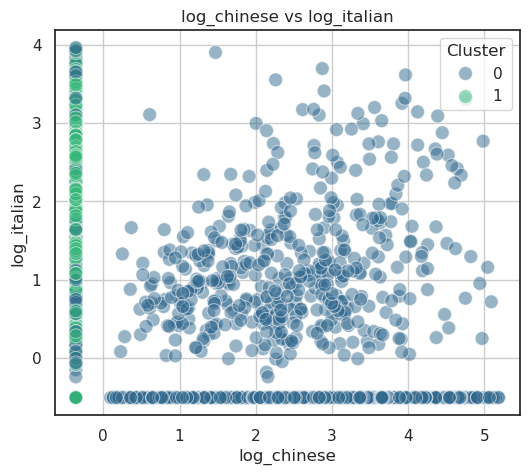 log_chinese vs log_italian
Cluster
0
1
4
3
2
1
0
log_italian
0 1 2 3 4 5
log_chinese